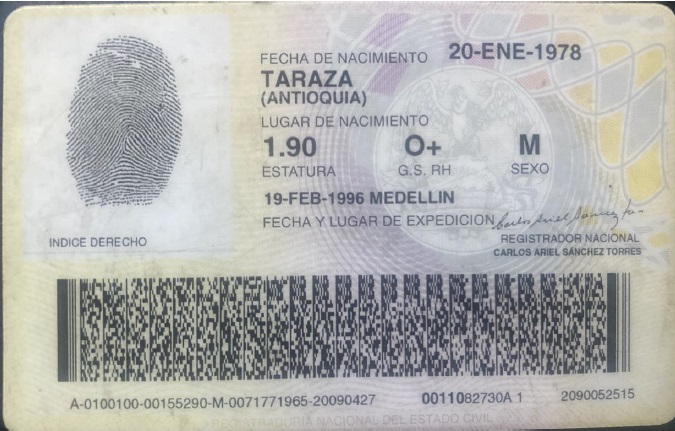 FECHA DE NACIMIENTO 20-ENE-1978
TARAZA
(ANTIOQUIA)
LUGAR DE NACIMIENTO
1.90 O+ M
ESTATURA G.S. RH SEXO
19-FEB-1996 MEDELLIN
FECHA Y LUGAR DE EXPEDICION
INDICE DERECHO
REGISTRADOR NACIONAL
CARLOS ARIEL SÁNCHEZ TORRES
A-0100100-00155290-M-0071771965-20090427 0011082730A 1 2090052515
REGISTRADURIA NACIONAL DEL ESTADO CIVIL